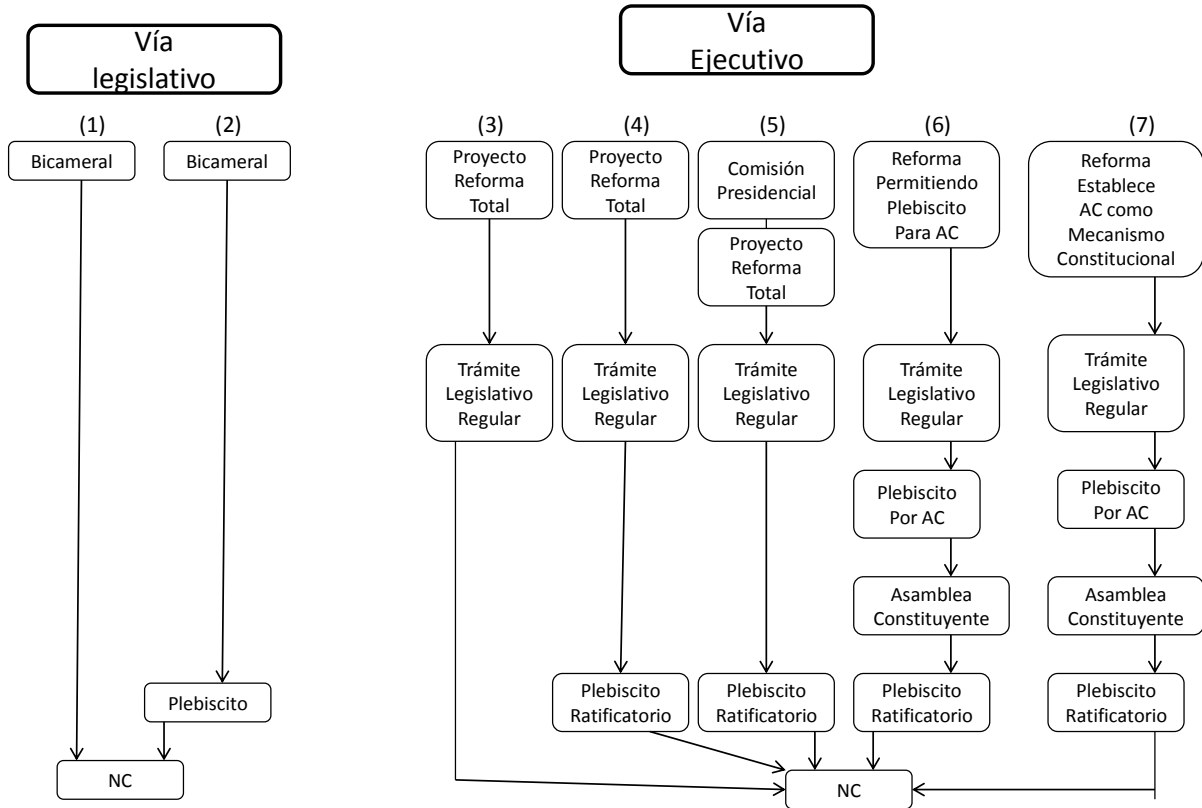 Vía
legislativo
Vía
Ejecutivo
(1)
(2)
(3)
(4)
(5)
(6)
(7)
Bicameral
Bicameral
Proyecto
Reforma
Total
Proyecto
Reforma
Total
Comisión
Presidencial
Reforma
Permitiendo
Plebiscito
Para AC
Reforma
Establece
AC como
Mecanismo
Constitucional
Proyecto
Reforma
Total
Trámite
Legislativo
Regular
Trámite
Legislativo
Regular
Trámite
Legislativo
Regular
Trámite
Legislativo
Regular
Trámite
Legislativo
Regular
Plebiscito
Por AC
Plebiscito
Por AC
Asamblea
Constituyente
Asamblea
Constituyente
Plebiscito
Plebiscito
Ratificatorio
Plebiscito
Ratificatorio
Plebiscito
Ratificatorio
Plebiscito
Ratificatorio
NC
NC